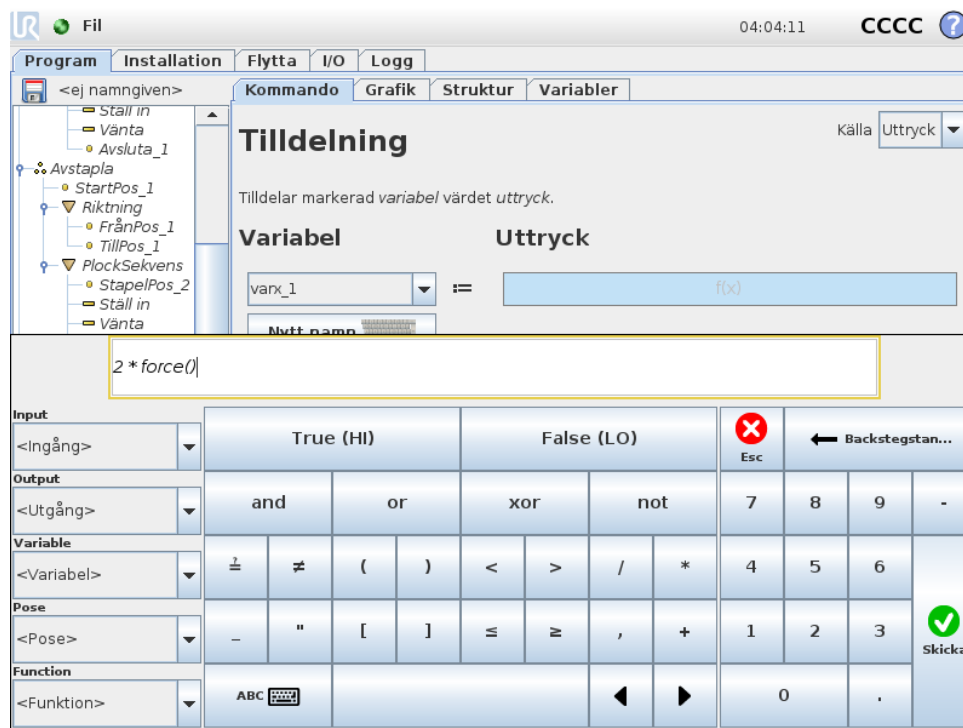 UR Fil 04:04:11 CCCC ?
Program Installation Flytta I/O Logg
<ej namngiven> Kommando Grafik Struktur Variabler
Ställ in
Vänta
Avsluta_1
Avstapla
StartPos_1
Riktning
FrånPos_1
TillPos_1
PlockSekvens
StapelPos_2
Ställ in
Vänta
Tilldelning
Källa Uttryck
Tilldelar markerad variabel värdet uttryck.
Variabel Uttryck
varx_1 := f(x)
Nytt namn
2 * force()
Input
<Ingång>
Output
<Utgång>
Variable
<Variabel>
Pose
<Pose>
Function
<Funktion>
True (HI) False (LO) Esc Backstegstan...
and or xor not 7 8 9 -
≟ ≠ ( ) < > / * 4 5 6
_ " [ ] ≤ ≥ , + 1 2 3 Skicka
ABC 0 .